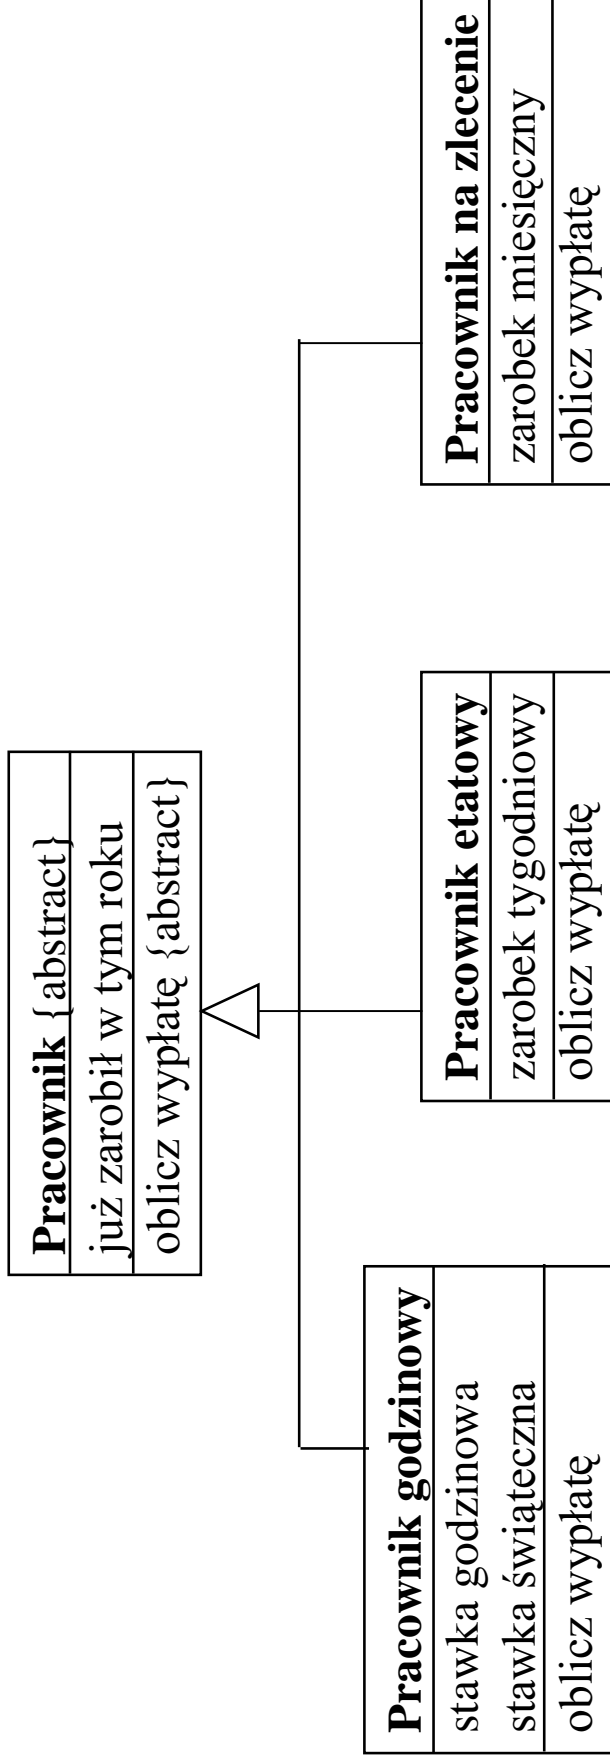 Pracownik {abstract}
już zarobił w tym roku
oblicz wypłatę {abstract}
Pracownik godzinowy
stawka godzinowa
stawka świąteczna
oblicz wypłatę
Pracownik etatowy
zarobek tygodniowy
oblicz wypłatę
Pracownik na zlecenie
zarobek miesięczny
oblicz wypłatę